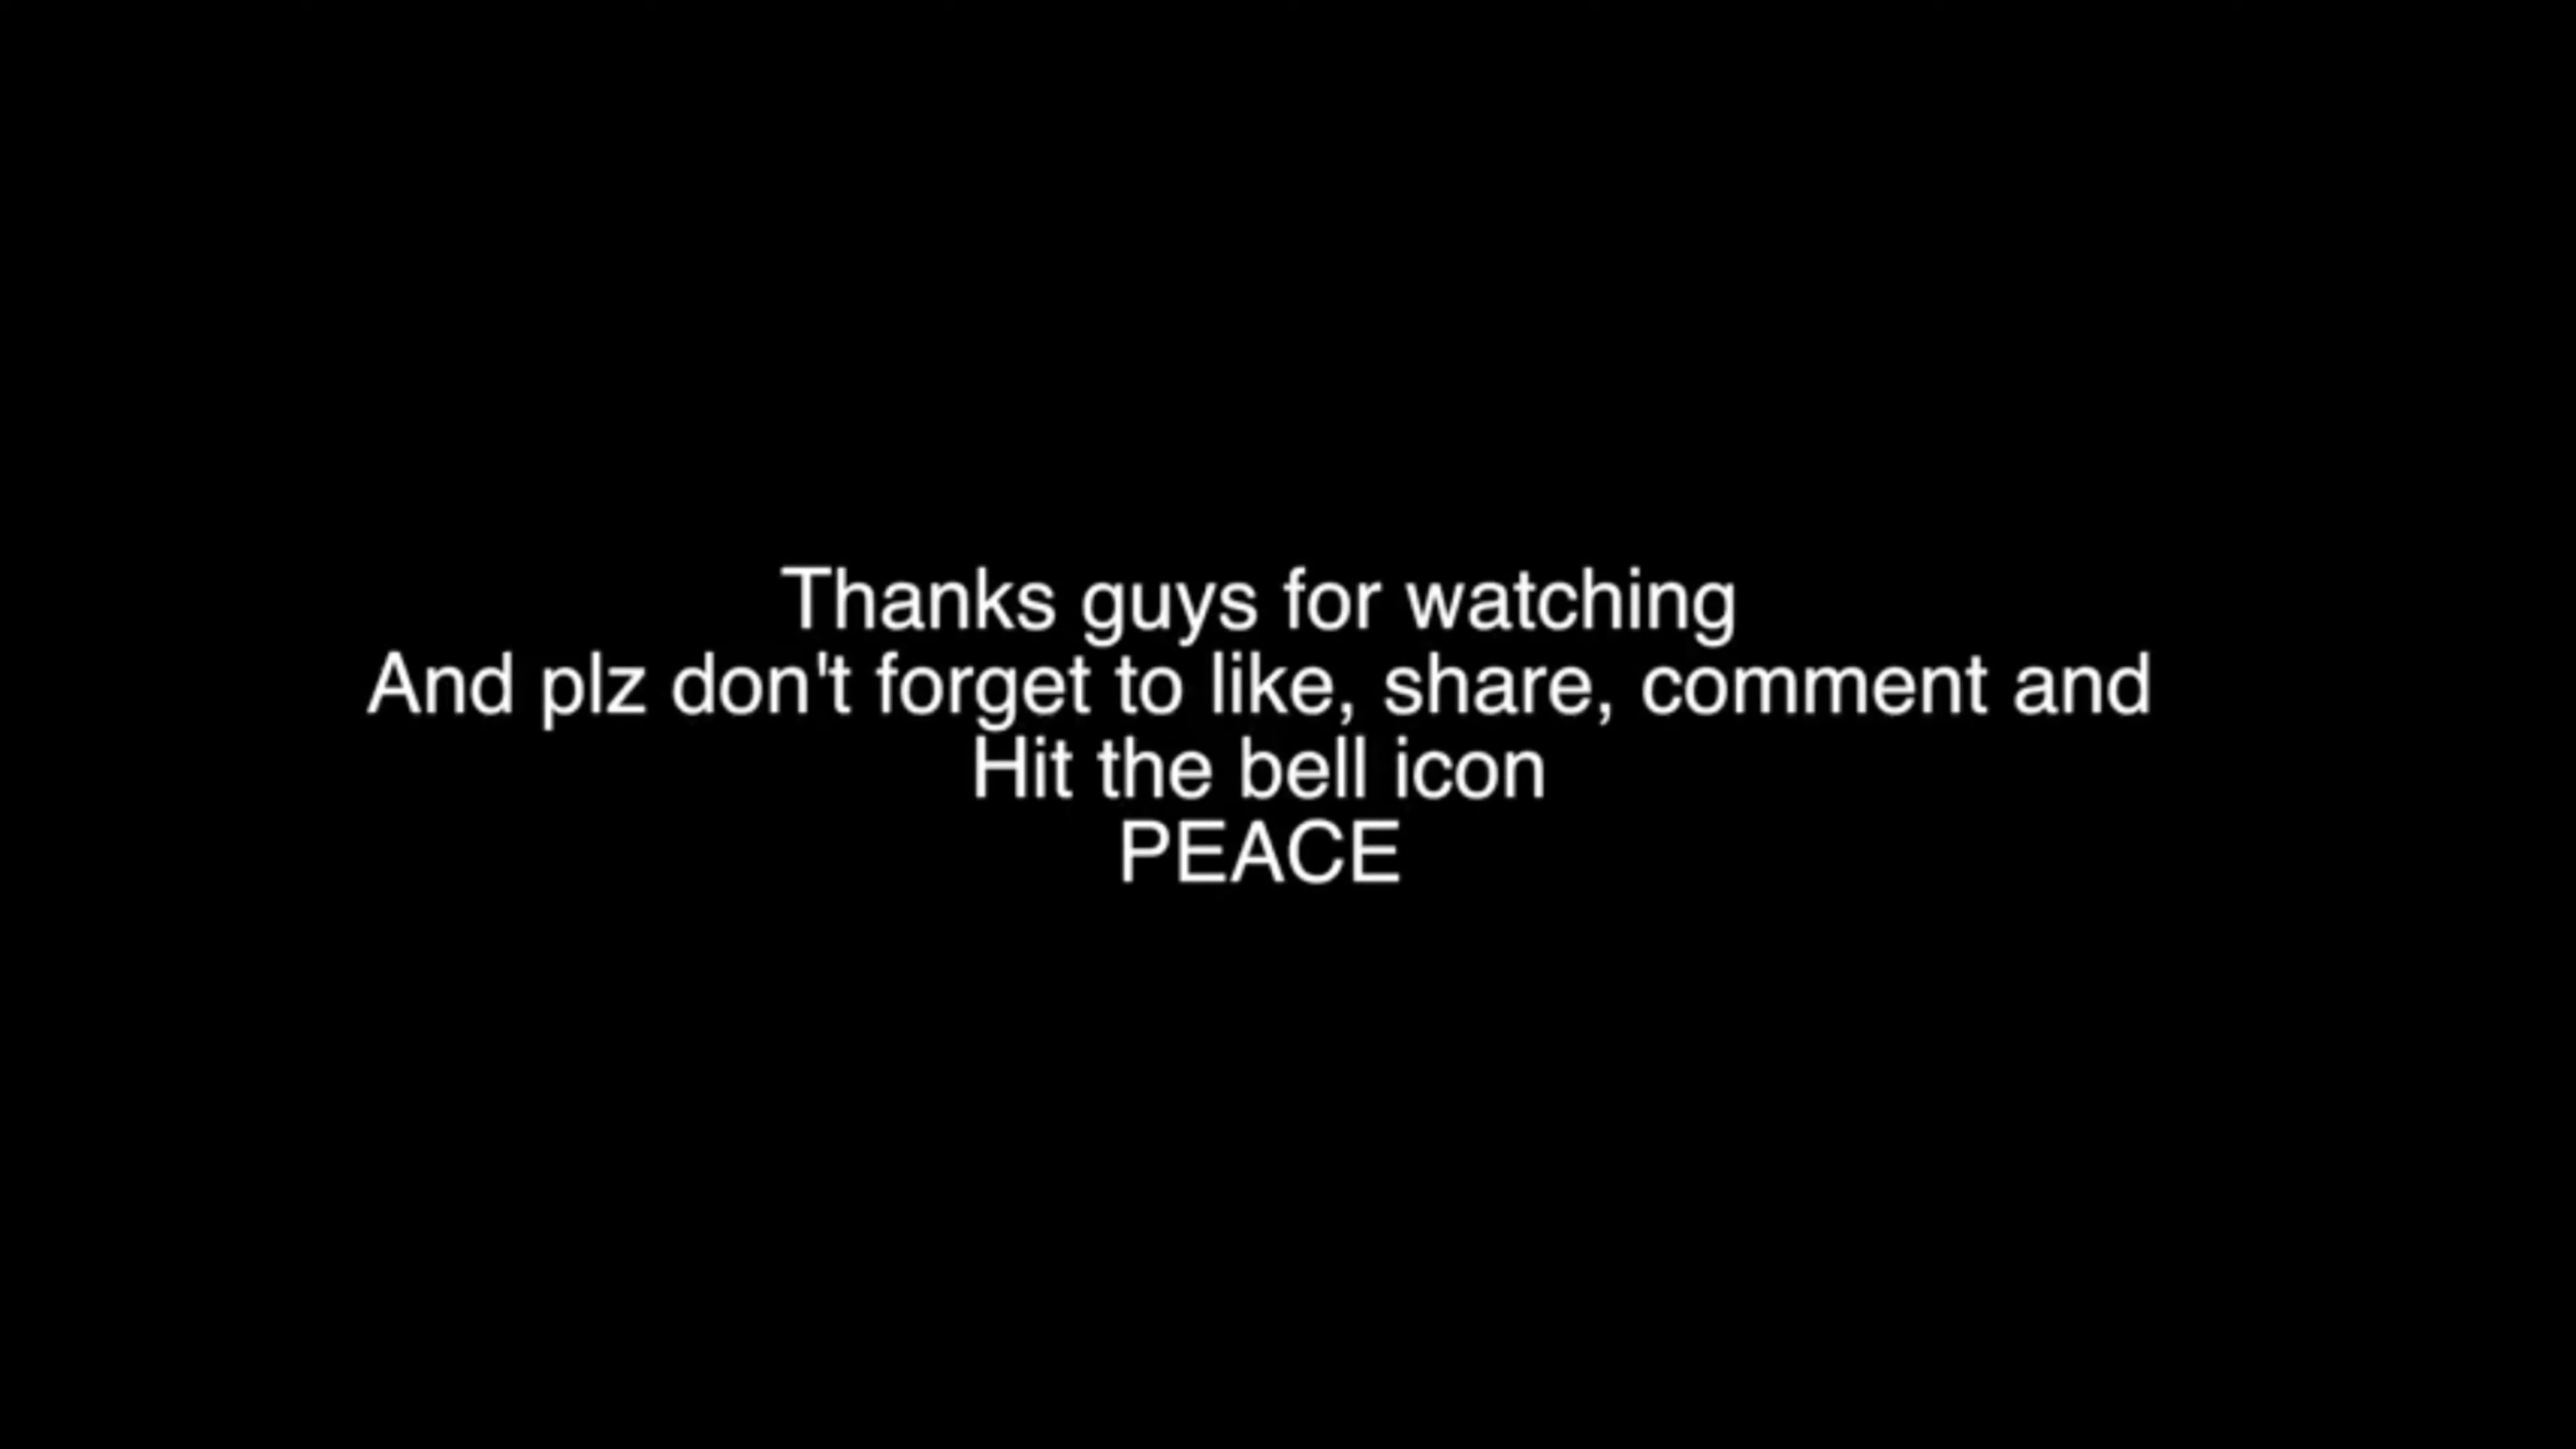 Thanks guys for watching
And plz don't forget to like, share, comment and
Hit the bell icon
PEACE